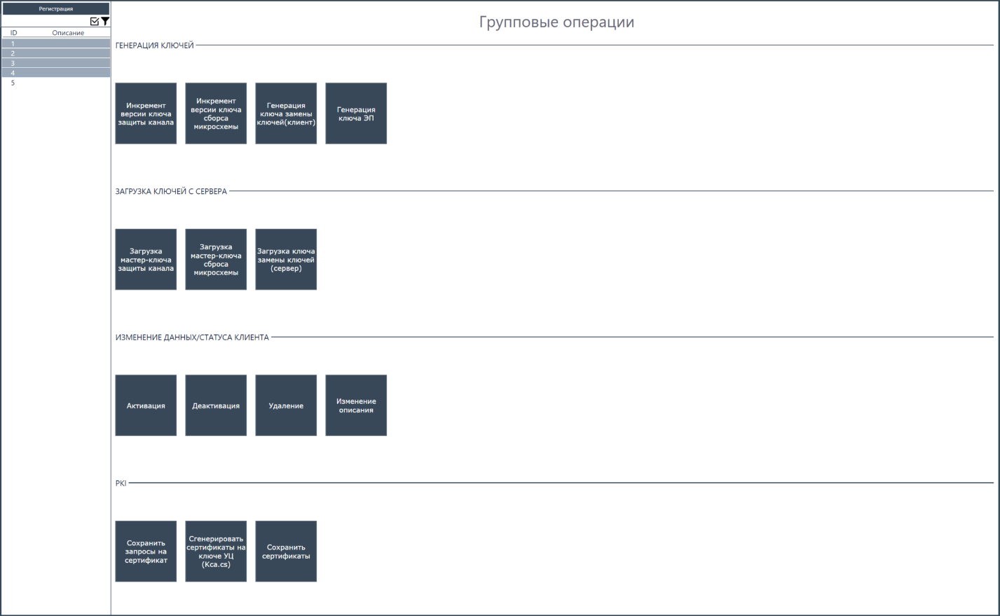 Регистрация
ID Описание
1
2
3
4
5
Групповые операции
ГЕНЕРАЦИЯ КЛЮЧЕЙ
Инкремент
версии ключа
защиты канала
Инкремент
версии ключа
сборса
микросхемы
Генерация
ключа замены
ключей(клиент)
Генерация
ключа ЭП
ЗАГРУЗКА КЛЮЧЕЙ С СЕРВЕРА
Загрузка
мастер-ключа
защиты канала
Загрузка
мастер-ключа
сброса
микросхемы
Загрузка ключа
замены ключей
(сервер)
ИЗМЕНЕНИЕ ДАННЫХ/СТАТУСА КЛИЕНТА
Активация
Деактивация
Удаление
Изменение
описания
PKI
Сохранить
запросы на
сертификат
Сгенерировать
сертификаты на
ключе УЦ
(Kca.cs)
Сохранить
сертификаты